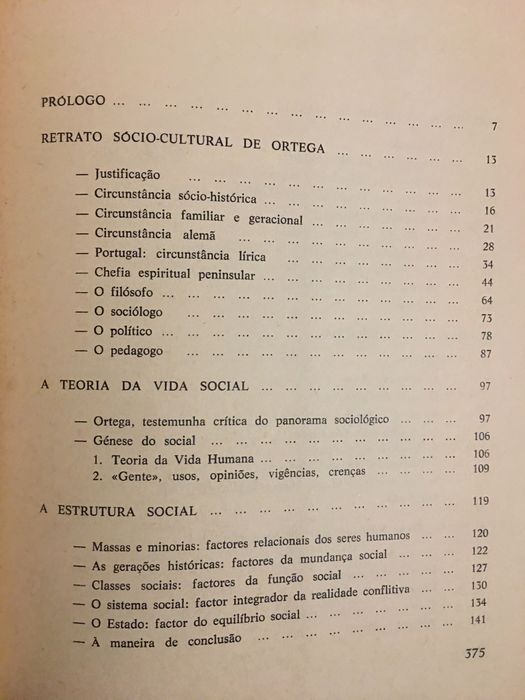 PRÓLOGO ... ... ... ... ... ... ... ... ... ... ... ... ... ... 7
RETRATO SÓCIO-CULTURAL DE ORTEGA ... ... ... ... ... 13
— Justificação ... ... ... ... ... ... ... ... ... ... ... 13
— Circunstância sócio-histórica ... ... ... ... ... ... ... ... 16
— Circunstância familiar e geracional ... ... ... ... ... ... 21
— Circunstância alemã ... ... ... ... ... ... ... ... ... 28
— Portugal: circunstância lírica ... ... ... ... ... ... ... 34
— Chefia espiritual peninsular ... ... ... ... ... ... ... ... 44
— O filósofo ... ... ... ... ... ... ... ... ... ... ... ... 64
— O sociólogo ... ... ... ... ... ... ... ... ... ... ... 73
— O político ... ... ... ... ... ... ... ... ... ... ... ... 78
— O pedagogo ... ... ... ... ... ... ... ... ... ... ... 87
A TEORIA DA VIDA SOCIAL ... ... ... ... ... ... ... ... 97
— Ortega, testemunha crítica do panorama sociológico ... ... ... 97
— Génese do social ... ... ... ... ... ... ... ... ... ... 106
1. Teoria da Vida Humana ... ... ... ... ... ... ... ... 106
2. «Gente», usos, opiniões, vigências, crenças ... ... ... ... 109
A ESTRUTURA SOCIAL ... ... ... ... ... ... ... ... ... ... 119
— Massas e minorias: factores relacionais dos seres humanos ... ... 120
— As gerações históricas: factores da mundança social ... ... ... 122
— Classes sociais: factores da função social ... ... ... ... ... 127
— O sistema social: factor integrador da realidade conflitiva ... ... 130
— O Estado: factor do equilíbrio social ... ... ... ... ... ... 134
— À maneira de conclusão ... ... ... ... ... ... ... ... 141
375